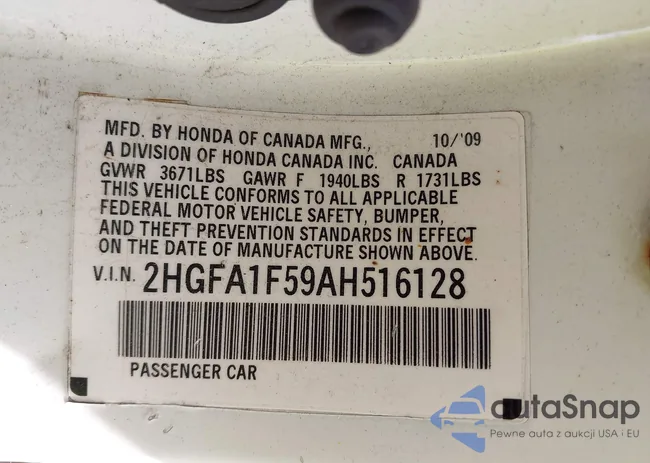 MFD. BY HONDA OF CANADA MFG., 10/'09
A DIVISION OF HONDA CANADA INC. CANADA
GVWR 3671LBS GAWR F 1940LBS R 1731LBS
THIS VEHICLE CONFORMS TO ALL APPLICABLE
FEDERAL MOTOR VEHICLE SAFETY, BUMPER,
AND THEFT PREVENTION STANDARDS IN EFFECT
ON THE DATE OF MANUFACTURE SHOWN ABOVE.
V.I.N. 2HGFA1F59AH516128
PASSENGER CAR
autaSnap
Pewne auta z aukcji USA i EU